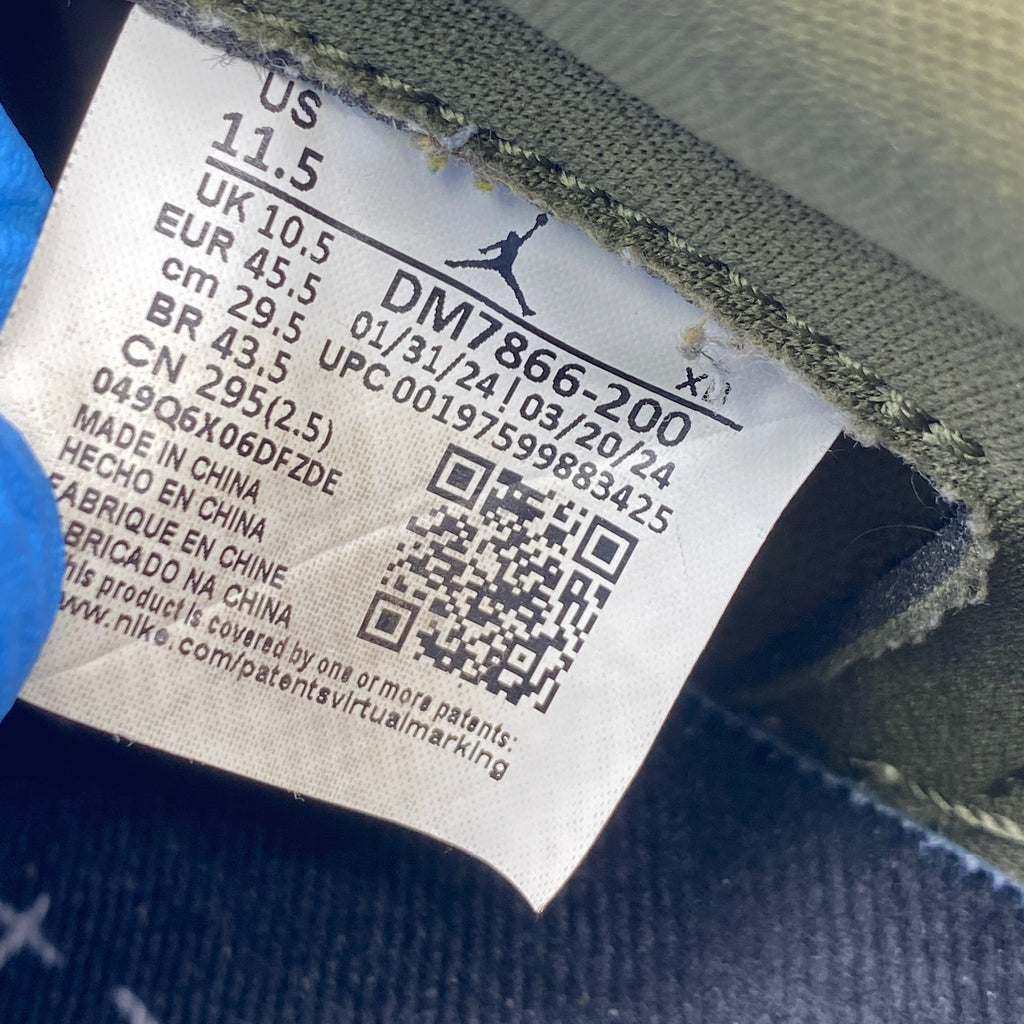 US
11.5
UK 10.5
EUR 45.5
cm 29.5
BR 43.5
CN 295(2.5)
049Q6X06DFZDE
DM7866-200
01/31/24 | 03/20/24
UPC 00197599883425
MADE IN CHINA
HECHO EN CHINA
FABRIQUE EN CHINE
BRICADO NA CHINA
his product is covered by one or more patents:
www.nike.com/patentsvirtualmarking